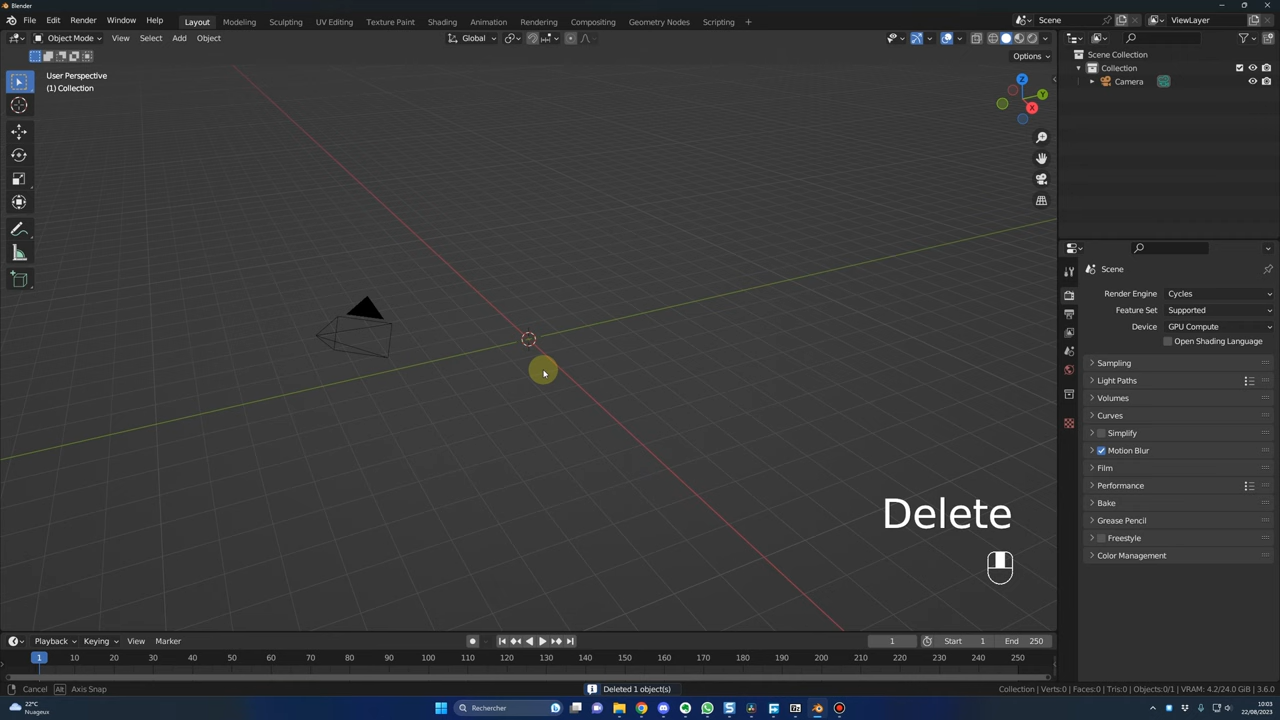 Blender
File Edit Render Window Help Layout Modeling Sculpting UV Editing Texture Paint Shading Animation Rendering Compositing Geometry Nodes Scripting + Scene ViewLayer
Object Mode View Select Add Object Global
Options
User Perspective
(1) Collection
Z
Y
X
Scene Collection
Collection
Camera
Scene
Render Engine Cycles
Feature Set Supported
Device GPU Compute
Open Shading Language
Sampling
Light Paths
Volumes
Curves
Simplify
Motion Blur
Film
Performance
Bake
Grease Pencil
Freestyle
Color Management
Delete
Playback Keying View Marker 1 Start 1 End 250
1 10 20 30 40 50 60 70 80 90 100 110 120 130 140 150 160 170 180 190 200 210 220 230 240 250
Cancel Alt Axis Snap Deleted 1 object(s) Collection | Verts:0 | Faces:0 | Tris:0 | Objects:0/1 | VRAM: 4.2/24.0 GiB | 3.6.0
22°C
Nuageux
Rechercher
10:03
22/08/2023